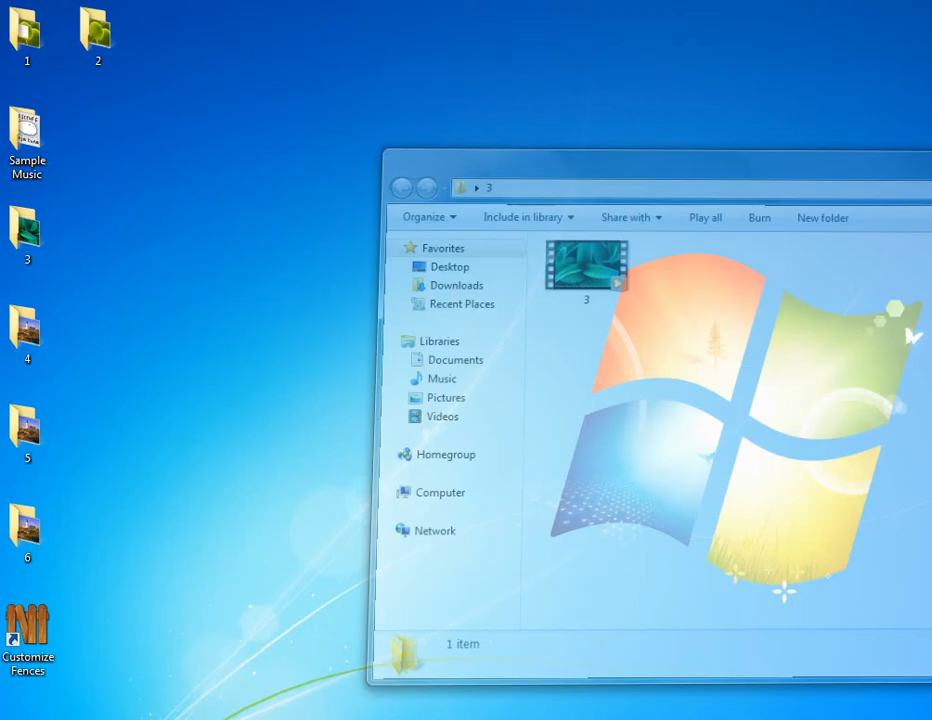 1
2
Sample
Music
3
4
5
6
Customize
Fences
3
Organize
Include in library
Share with
Play all
Burn
New folder
Favorites
Desktop
Downloads
Recent Places
Libraries
Documents
Music
Pictures
Videos
Homegroup
Computer
Network
3
1 item